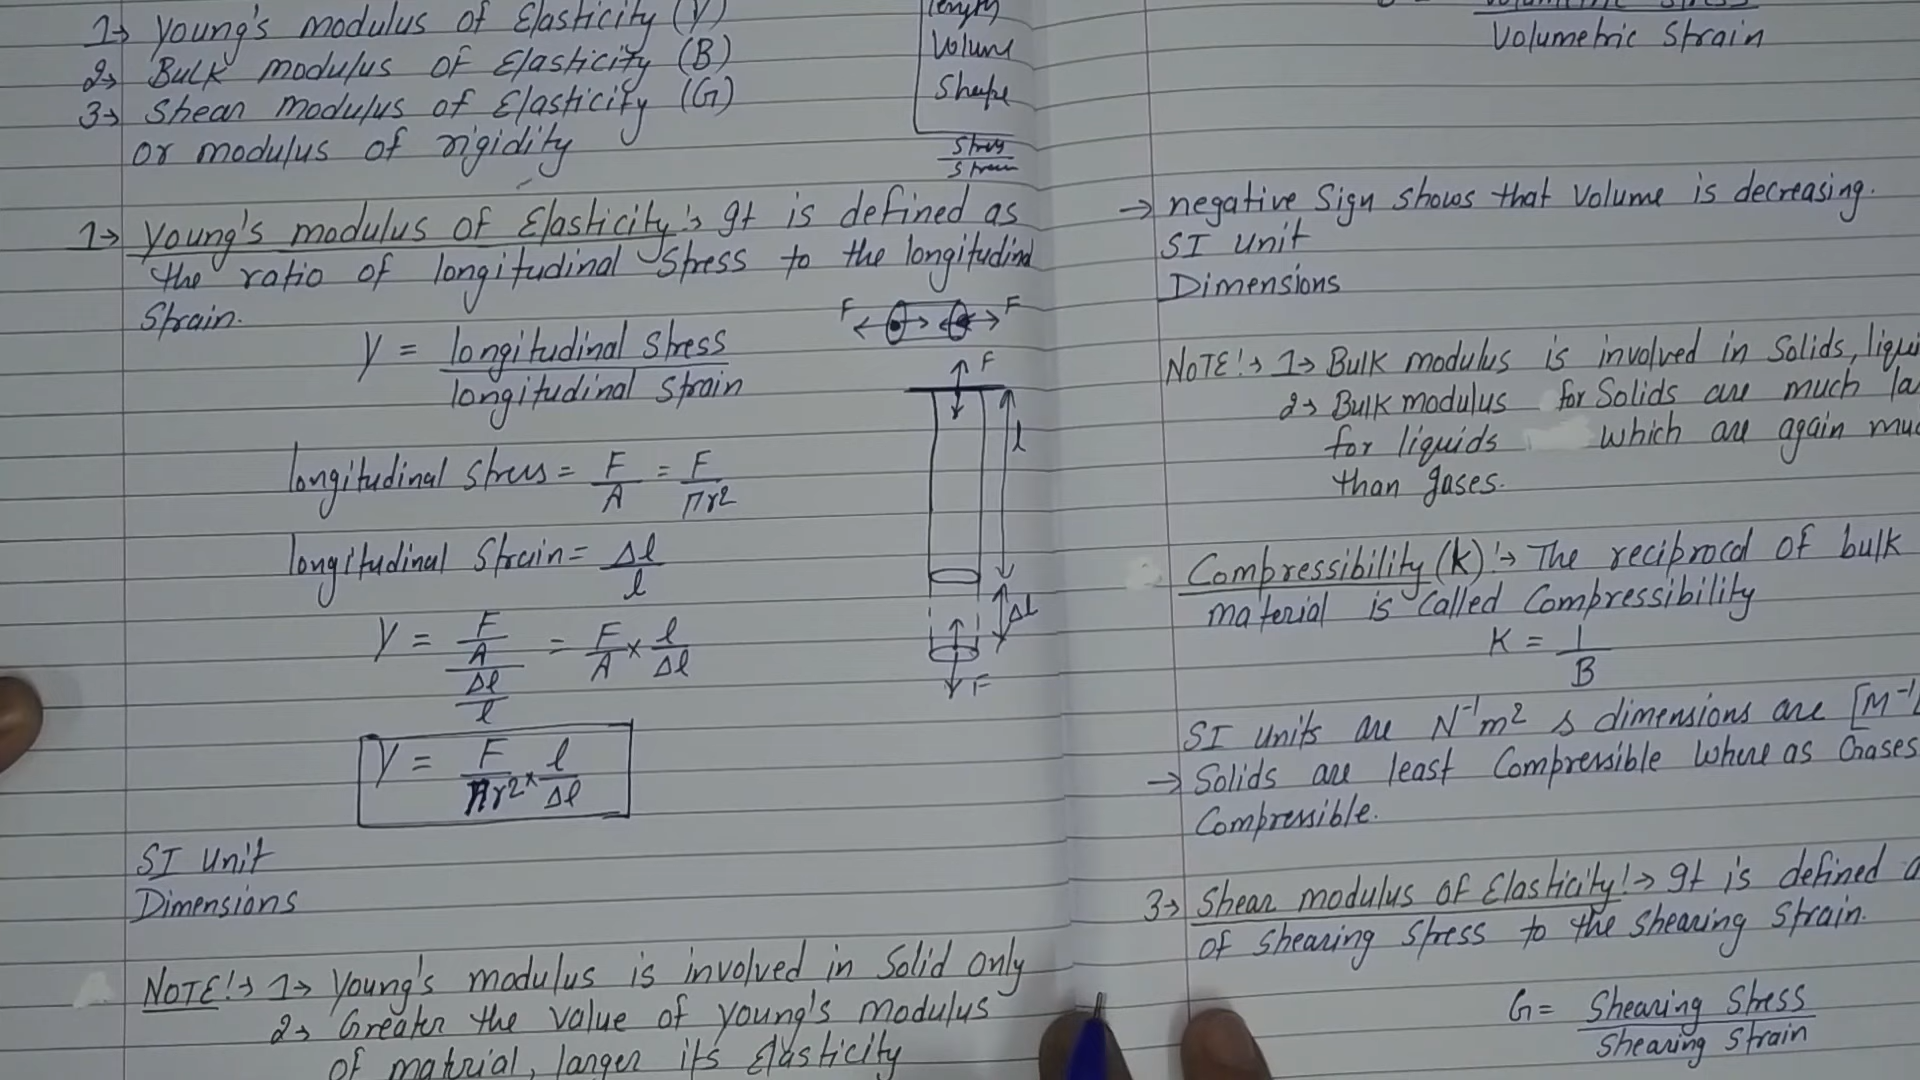 1→ Young's modulus of Elasticity (Y)
2→ Bulk modulus of Elasticity (B)
3→ Shear modulus of Elasticity (G)
or modulus of rigidity
length
Volume
Shape
Stress
Strain
1→ Young's modulus of Elasticity:→ It is defined as
the ratio of longitudinal Stress to the longitudinal
Strain.
Y = longitudinal Stress
longitudinal Strain
F F
F
l
Δl
F
longitudinal Stress = F/A = F/πr²
longitudinal Strain = Δl/l
Y = F/A / Δl/l = F/A × l/Δl
Y = F/πr² × l/Δl
SI Unit
Dimensions
NOTE!→ 1→ Young's modulus is involved in Solid only
2→ Greater the value of young's modulus
of material, larger its Elasticity
Volumetric Strain
→ negative Sign shows that Volume is decreasing.
SI Unit
Dimensions
NOTE!→ 1→ Bulk modulus is involved in Solids,
2→ Bulk modulus for Solids are much
for liquids which are again
than gases.
Compressibility (K)!→ The reciprocal of bulk
material is called Compressibility
K = 1/B
SI units are N⁻¹m² & dimensions are [M⁻¹
→ Solids are least Compressible where as Gases
Compressible.
3→ Shear modulus of Elasticity!→ It is defined
of shearing Stress to the shearing Strain.
G = Shearing Stress
Shearing Strain